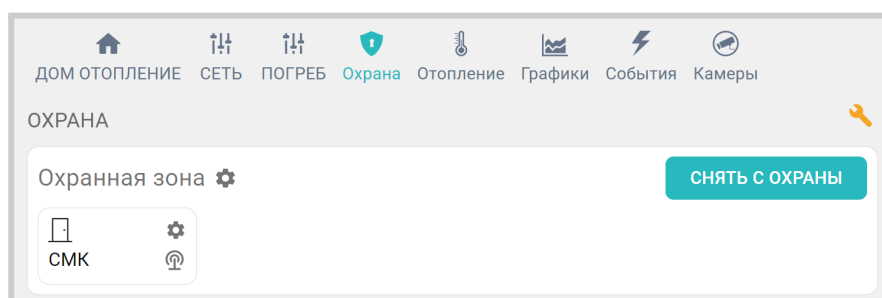 ДОМ ОТОПЛЕНИЕ СЕТЬ ПОГРЕБ Охрана Отопление Графики События Камеры
ОХРАНА
Охранная зона СНЯТЬ С ОХРАНЫ
СМК